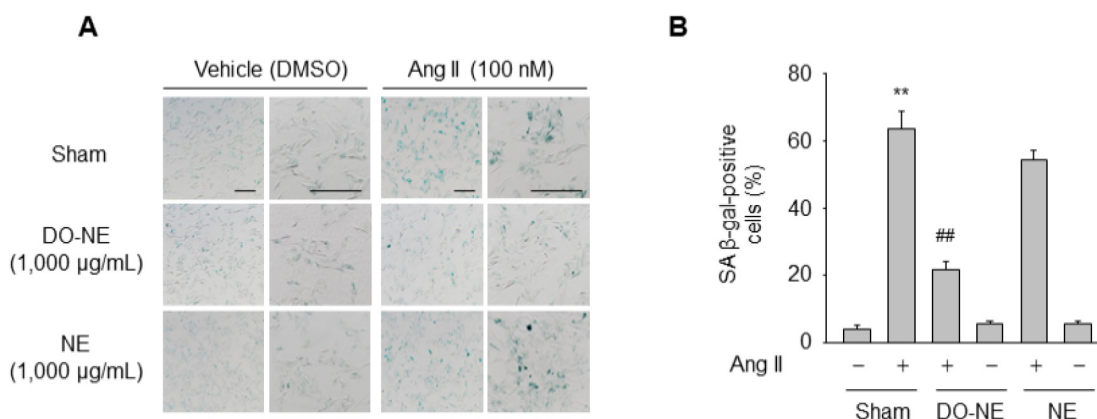 A
Vehicle (DMSO) Ang II (100 nM)
Sham
DO-NE
(1,000 µg/mL)
NE
(1,000 µg/mL)
B
SA β-gal-positive
cells (%)
80
60
40
20
0
**
##
Ang II − + + − + −
Sham DO-NE NE